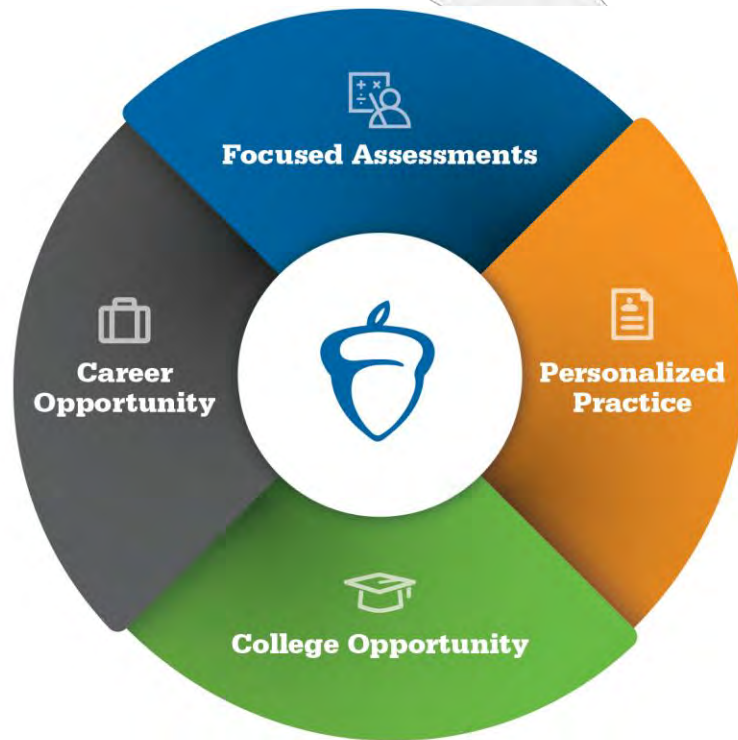 Focused Assessments
Career
Opportunity
Personalized
Practice
College Opportunity